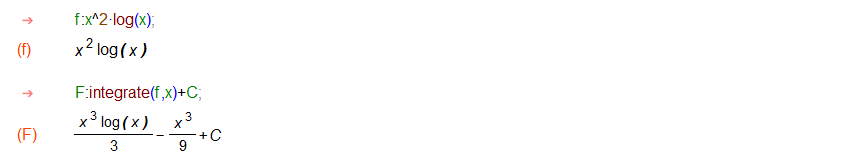 → f:x^2·log(x);
(f) x² log(x)
→ F:integrate(f,x)+C;
(F) x³ log(x)/3 − x³/9 + C